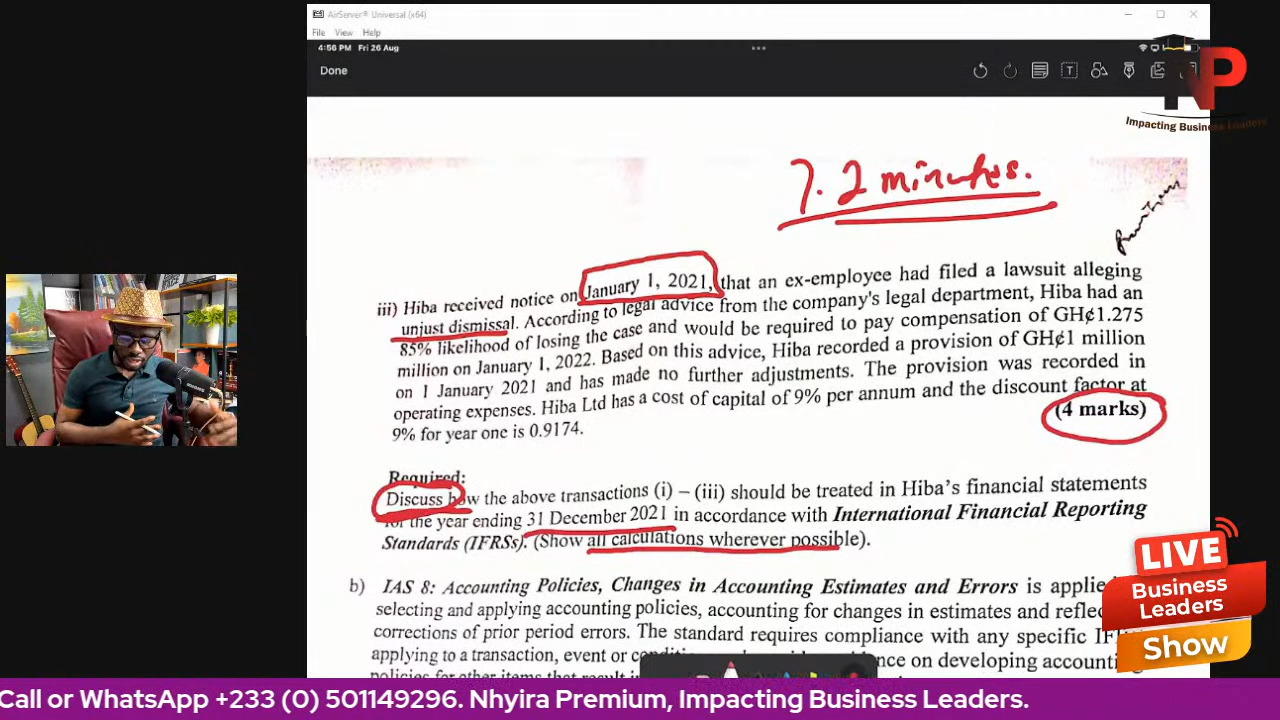 AirServer® Universal (x64)
File View Help
4:56 PM Fri 26 Aug
Done
NP
Impacting Business Leaders
7.2 minutes.
iii) Hiba received notice on January 1, 2021, that an ex-employee had filed a lawsuit alleging
unjust dismissal. According to legal advice from the company's legal department, Hiba had an
85% likelihood of losing the case and would be required to pay compensation of GH¢1.275
million on January 1, 2022. Based on this advice, Hiba recorded a provision of GH¢1 million
on 1 January 2021 and has made no further adjustments. The provision was recorded in
operating expenses. Hiba Ltd has a cost of capital of 9% per annum and the discount factor at
9% for year one is 0.9174.
(4 marks)
Required:
Discuss how the above transactions (i) – (iii) should be treated in Hiba's financial statements
for the year ending 31 December 2021 in accordance with International Financial Reporting
Standards (IFRSs). (Show all calculations wherever possible).
b) IAS 8: Accounting Policies, Changes in Accounting Estimates and Errors is
selecting and applying accounting policies, accounting for changes in estimates and
corrections of prior period errors. The standard requires compliance with any specific
applying to a transaction, event or on developing
LIVE
Business
Leaders
Show
Call or WhatsApp +233 (0) 501149296. Nhyira Premium, Impacting Business Leaders.